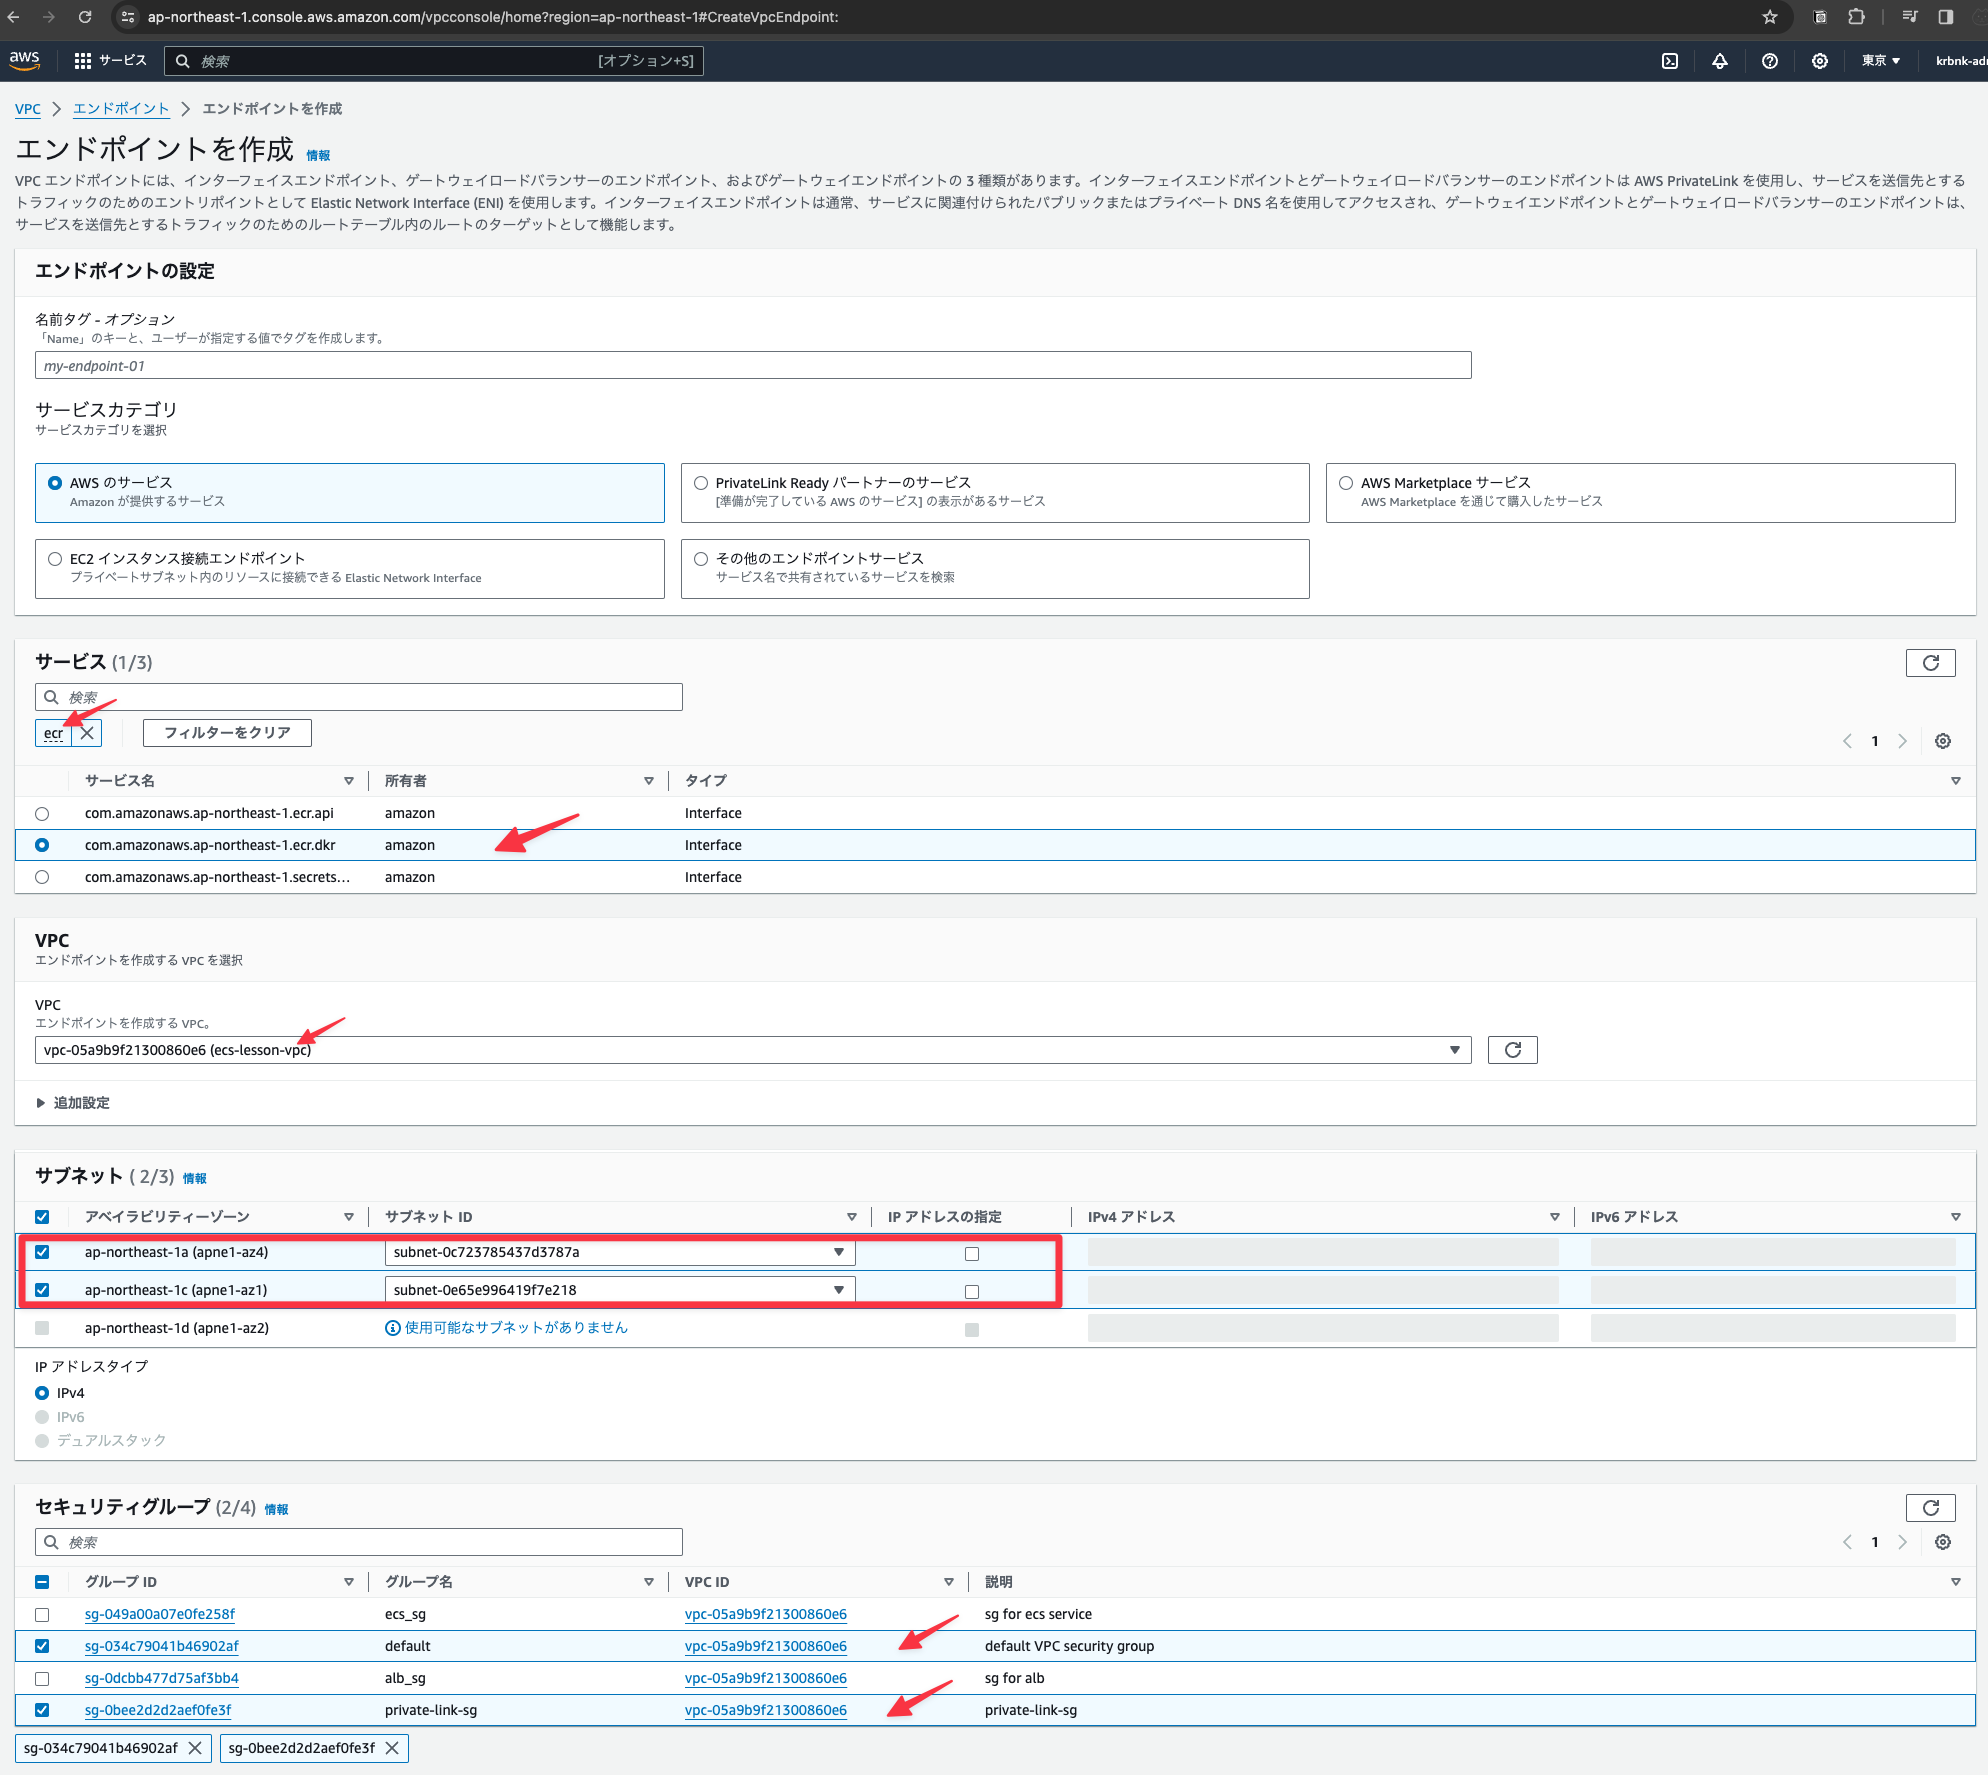 ap-northeast-1.console.aws.amazon.com/vpcconsole/home?region=ap-northeast-1#CreateVpcEndpoint:
aws サービス 検索 [オプション+S] 東京 krbnk-adm
VPC エンドポイント エンドポイントを作成
エンドポイントを作成 情報
VPC エンドポイントには、インターフェイスエンドポイント、ゲートウェイロードバランサーのエンドポイント、およびゲートウェイエンドポイントの 3 種類があります。インターフェイスエンドポイントとゲートウェイロードバランサーのエンドポイントは AWS PrivateLink を使用し、サービスを送信先とする
トラフィックのためのエントリポイントとして Elastic Network Interface (ENI) を使用します。インターフェイスエンドポイントは通常、サービスに関連付けられたパブリックまたはプライベート DNS 名を使用してアクセスされ、ゲートウェイエンドポイントとゲートウェイロードバランサーのエンドポイントは、
サービスを送信先とするトラフィックのためのルートテーブル内のルートのターゲットとして機能します。
エンドポイントの設定
名前タグ - オプション
「Name」のキーと、ユーザーが指定する値でタグを作成します。
my-endpoint-01
サービスカテゴリ
サービスカテゴリを選択
AWS のサービス
Amazon が提供するサービス
PrivateLink Ready パートナーのサービス
[準備が完了している AWS のサービス] の表示があるサービス
AWS Marketplace サービス
AWS Marketplace を通じて購入したサービス
EC2 インスタンス接続エンドポイント
プライベートサブネット内のリソースに接続できる Elastic Network Interface
その他のエンドポイントサービス
サービス名で共有されているサービスを検索
サービス (1/3)
検索
ecr フィルターをクリア 1
サービス名 所有者 タイプ
com.amazonaws.ap-northeast-1.ecr.api amazon Interface
com.amazonaws.ap-northeast-1.ecr.dkr amazon Interface
com.amazonaws.ap-northeast-1.secrets... amazon Interface
VPC
エンドポイントを作成する VPC を選択
VPC
エンドポイントを作成する VPC。
vpc-05a9b9f21300860e6 (ecs-lesson-vpc)
追加設定
サブネット ( 2/3) 情報
アベイラビリティーゾーン サブネット ID IP アドレスの指定 IPv4 アドレス IPv6 アドレス
ap-northeast-1a (apne1-az4) subnet-0c723785437d3787a
ap-northeast-1c (apne1-az1) subnet-0e65e996419f7e218
ap-northeast-1d (apne1-az2) 使用可能なサブネットがありません
IP アドレスタイプ
IPv4
IPv6
デュアルスタック
セキュリティグループ (2/4) 情報
検索 1
グループ ID グループ名 VPC ID 説明
sg-049a00a07e0fe258f ecs_sg vpc-05a9b9f21300860e6 sg for ecs service
sg-034c79041b46902af default vpc-05a9b9f21300860e6 default VPC security group
sg-0dcbb477d75af3bb4 alb_sg vpc-05a9b9f21300860e6 sg for alb
sg-0bee2d2d2aef0fe3f private-link-sg vpc-05a9b9f21300860e6 private-link-sg
sg-034c79041b46902af sg-0bee2d2d2aef0fe3f